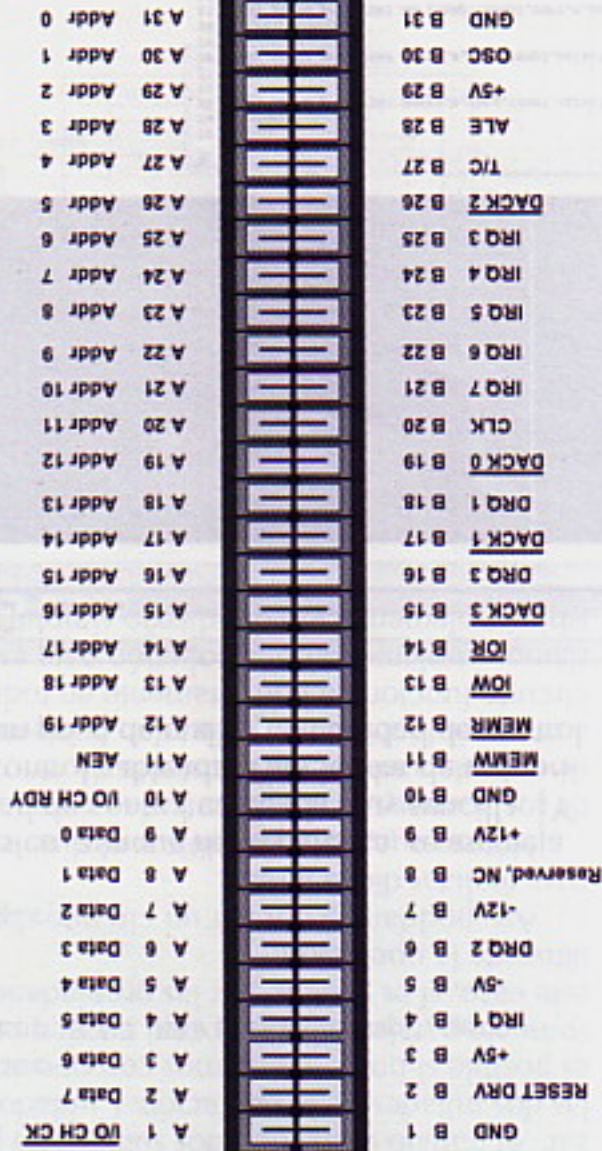 GND B 1 A 1 I/O CH CK
RESET DRV B 2 A 2 Data 7
+5V B 3 A 3 Data 6
IRQ 1 B 4 A 4 Data 5
-5V B 5 A 5 Data 4
DRQ 2 B 6 A 6 Data 3
-12V B 7 A 7 Data 2
Reserved, NC B 8 A 8 Data 1
+12V B 9 A 9 Data 0
GND B 10 A 10 I/O CH RDY
MEMW B 11 A 11 AEN
MEMR B 12 A 12 Addr 19
IOW B 13 A 13 Addr 18
IOR B 14 A 14 Addr 17
DACK 3 B 15 A 15 Addr 16
DRQ 3 B 16 A 16 Addr 15
DACK 1 B 17 A 17 Addr 14
DRQ 1 B 18 A 18 Addr 13
DACK 0 B 19 A 19 Addr 12
CLK B 20 A 20 Addr 11
IRQ 7 B 21 A 21 Addr 10
IRQ 6 B 22 A 22 Addr 9
IRQ 5 B 23 A 23 Addr 8
IRQ 4 B 24 A 24 Addr 7
IRQ 3 B 25 A 25 Addr 6
DACK 2 B 26 A 26 Addr 5
T/C B 27 A 27 Addr 4
ALE B 28 A 28 Addr 3
+5V B 29 A 29 Addr 2
OSC B 30 A 30 Addr 1
GND B 31 A 31 Addr 0